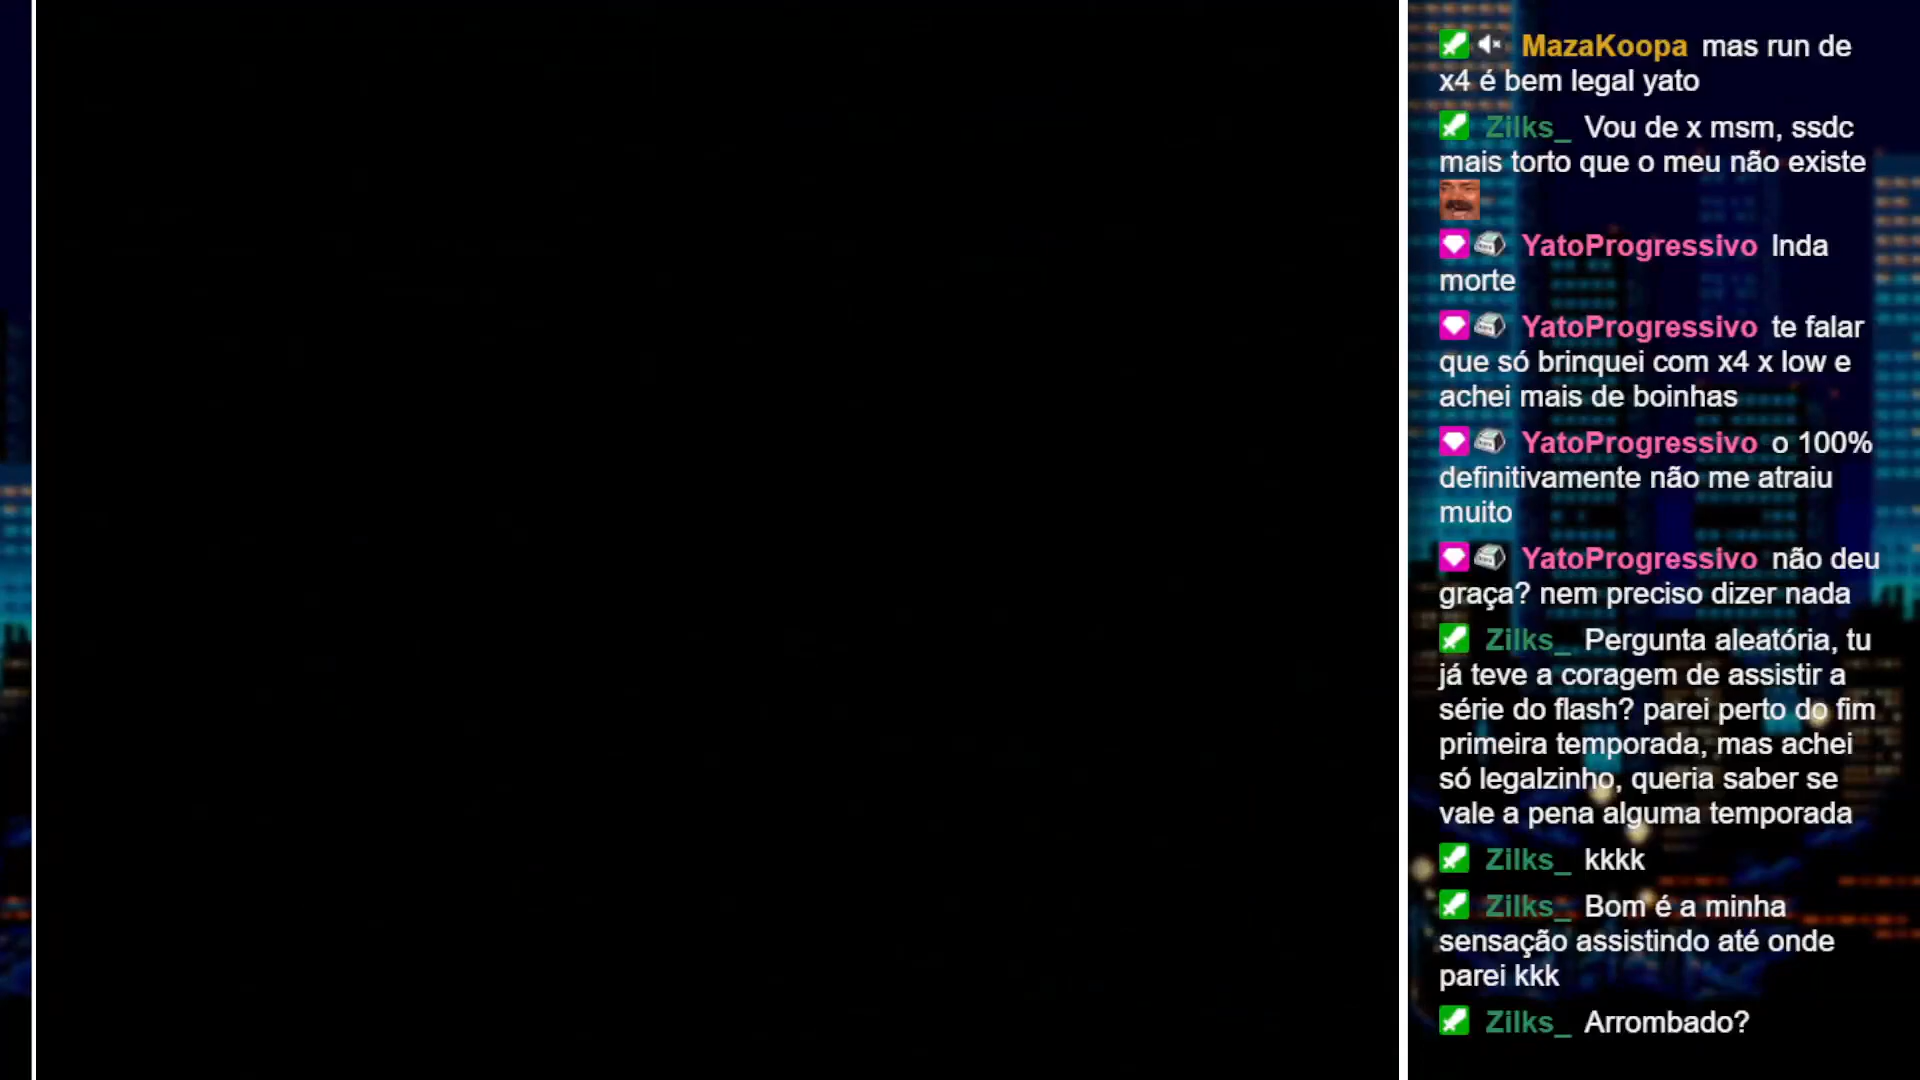 MazaKoopa mas run de
x4 é bem legal yato
Zilks_ Vou de x msm, ssdc
mais torto que o meu não existe
YatoProgressivo Inda
morte
YatoProgressivo te falar
que só brinquei com x4 x low e
achei mais de boinhas
YatoProgressivo o 100%
definitivamente não me atraiu
muito
YatoProgressivo não deu
graça? nem preciso dizer nada
Zilks_ Pergunta aleatória, tu
já teve a coragem de assistir a
série do flash? parei perto do fim
primeira temporada, mas achei
só legalzinho, queria saber se
vale a pena alguma temporada
Zilks_ kkkk
Zilks_ Bom é a minha
sensação assistindo até onde
parei kkk
Zilks_ Arrombado?